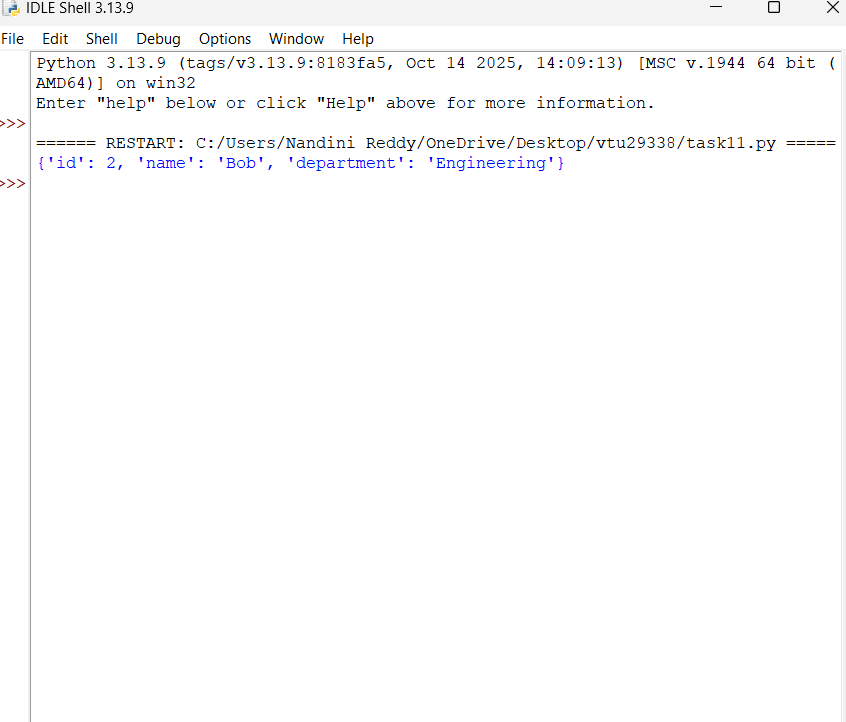 IDLE Shell 3.13.9
File Edit Shell Debug Options Window Help
Python 3.13.9 (tags/v3.13.9:8183fa5, Oct 14 2025, 14:09:13) [MSC v.1944 64 bit (
AMD64)] on win32
Enter "help" below or click "Help" above for more information.
>>>
====== RESTART: C:/Users/Nandini Reddy/OneDrive/Desktop/vtu29338/task11.py =====
{'id': 2, 'name': 'Bob', 'department': 'Engineering'}
>>>